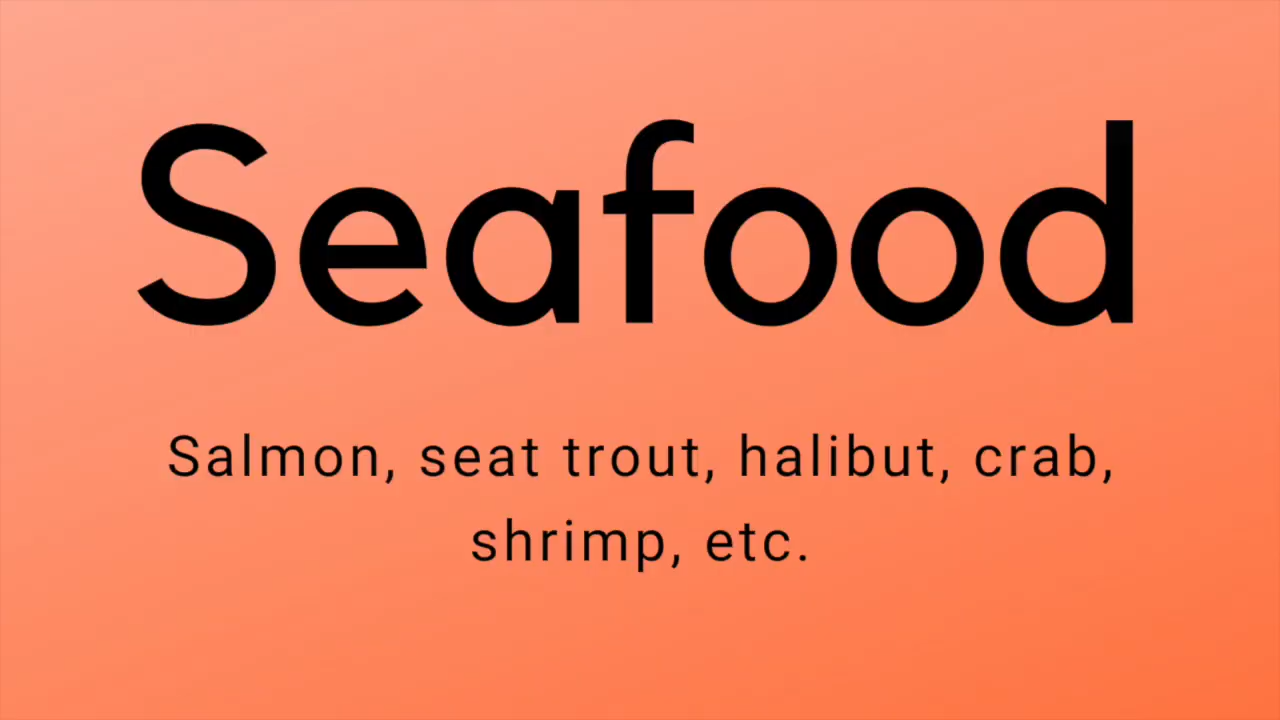 Seafood
Salmon, seat trout, halibut, crab,
shrimp, etc.